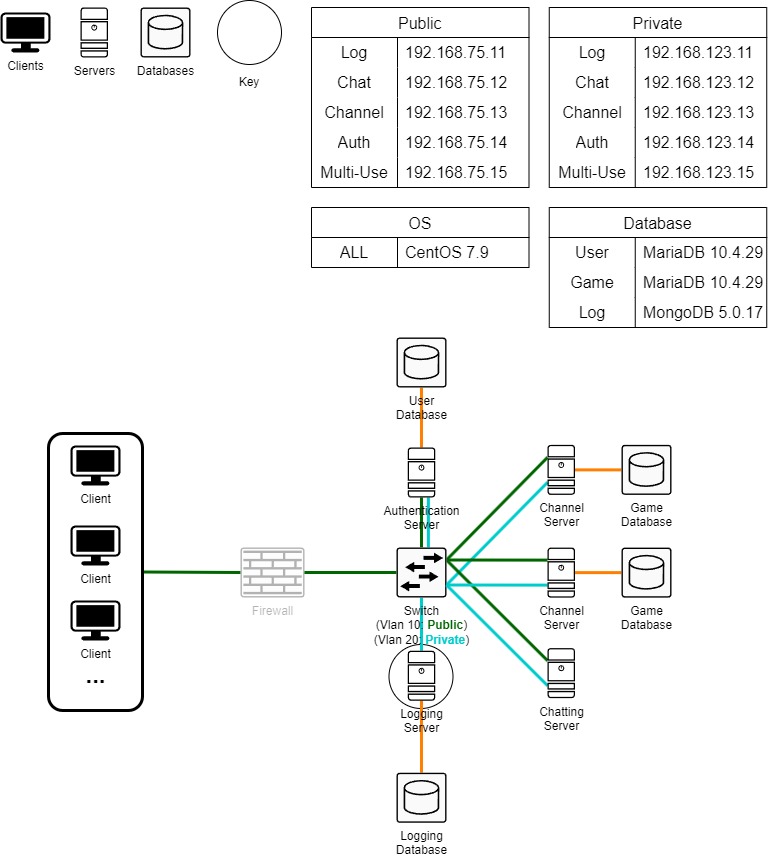 Clients
Servers
Databases
Key
Public
Log 192.168.75.11
Chat 192.168.75.12
Channel 192.168.75.13
Auth 192.168.75.14
Multi-Use 192.168.75.15
Private
Log 192.168.123.11
Chat 192.168.123.12
Channel 192.168.123.13
Auth 192.168.123.14
Multi-Use 192.168.123.15
OS
ALL CentOS 7.9
Database
User MariaDB 10.4.29
Game MariaDB 10.4.29
Log MongoDB 5.0.17
User
Database
Authentication
Server
Client
Client
Client
...
Firewall
Switch
(Vlan 10: Public)
(Vlan 20: Private)
Channel
Server
Game
Database
Channel
Server
Game
Database
Chatting
Server
Logging
Server
Logging
Database